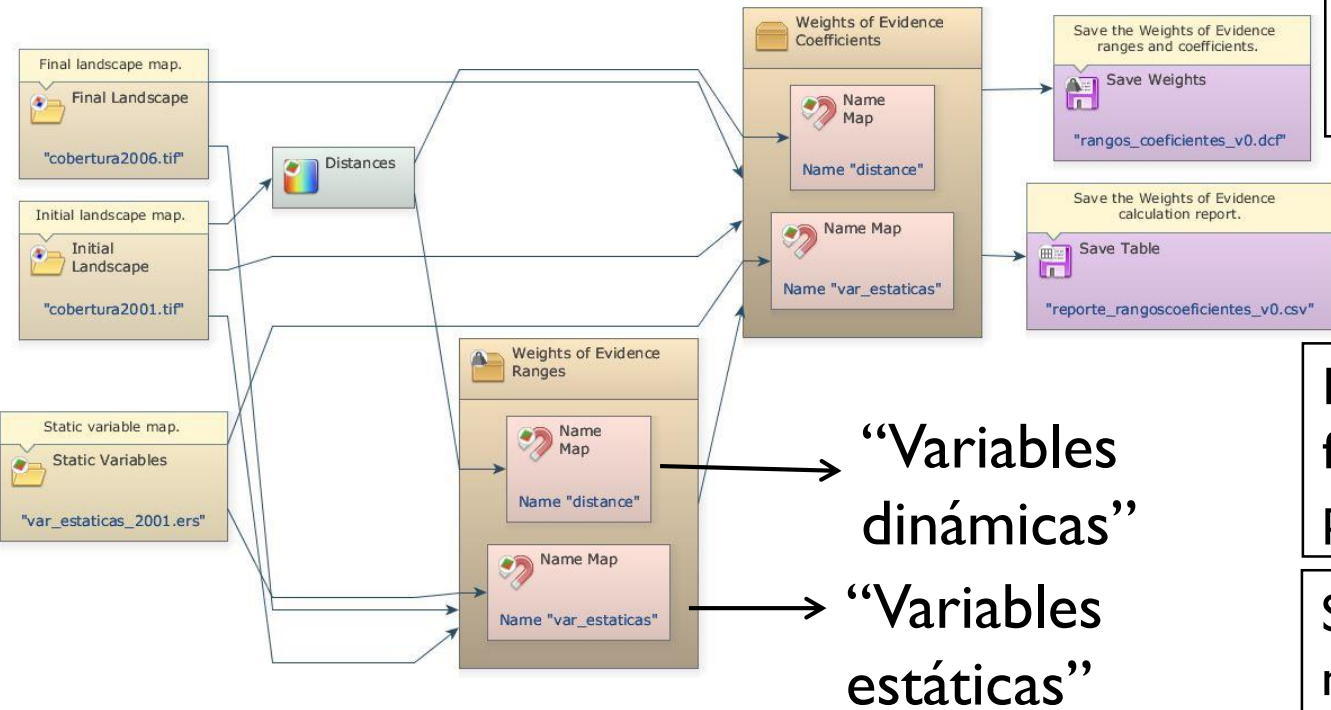 Final landscape map.
Final Landscape
"cobertura2006.tif"
Initial landscape map.
Initial
Landscape
"cobertura2001.tif"
Static variable map.
Static Variables
"var_estaticas_2001.ers"
Distances
Weights of Evidence
Ranges
Name
Map
Name "distance"
Name Map
Name "var_estaticas"
Weights of Evidence
Coefficients
Name
Map
Name "distance"
Name Map
Name "var_estaticas"
Save the Weights of Evidence
ranges and coefficients.
Save Weights
"rangos_coeficientes_v0.dcf"
Save the Weights of Evidence
calculation report.
Save Table
"reporte_rangoscoeficientes_v0.csv"
“Variables
dinámicas”
“Variables
estáticas”